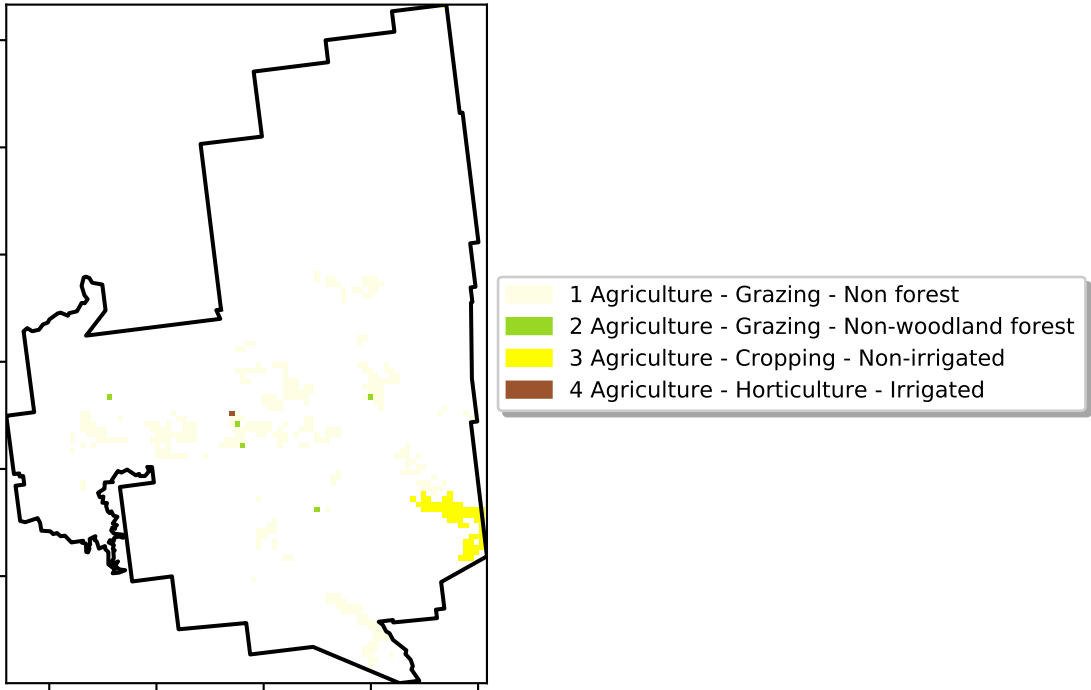 1 Agriculture - Grazing - Non forest
2 Agriculture - Grazing - Non-woodland forest
3 Agriculture - Cropping - Non-irrigated
4 Agriculture - Horticulture - Irrigated